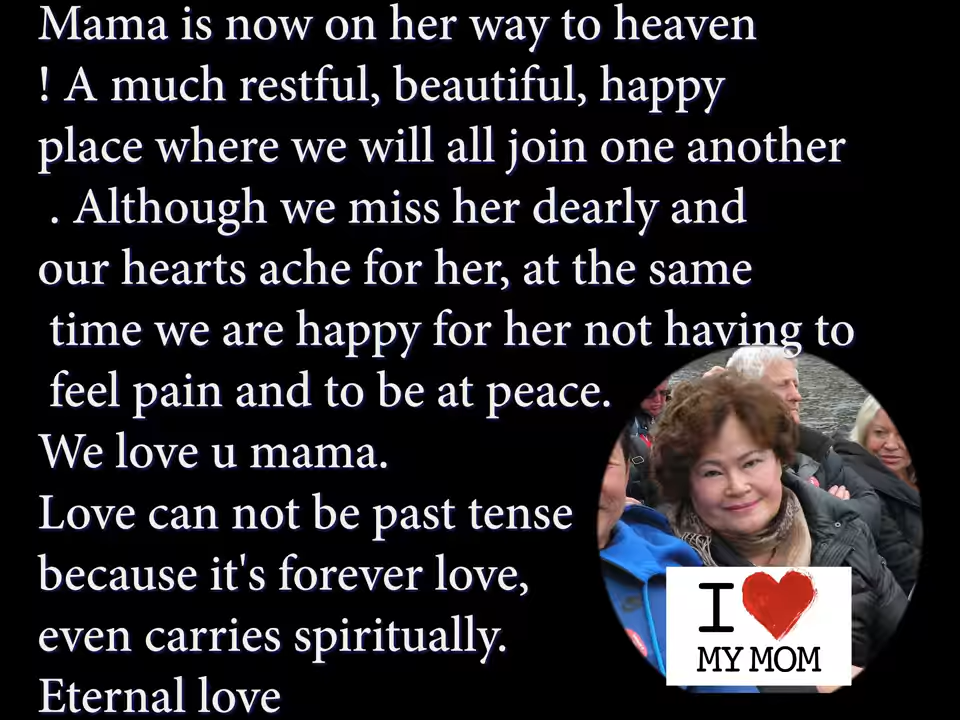 Mama is now on her way to heaven
! A much restful, beautiful, happy
place where we will all join one another
. Although we miss her dearly and
our hearts ache for her, at the same
time we are happy for her not having to
feel pain and to be at peace.
We love u mama.
Love can not be past tense
because it's forever love,
even carries spiritually.
Eternal love
I ❤
MY MOM